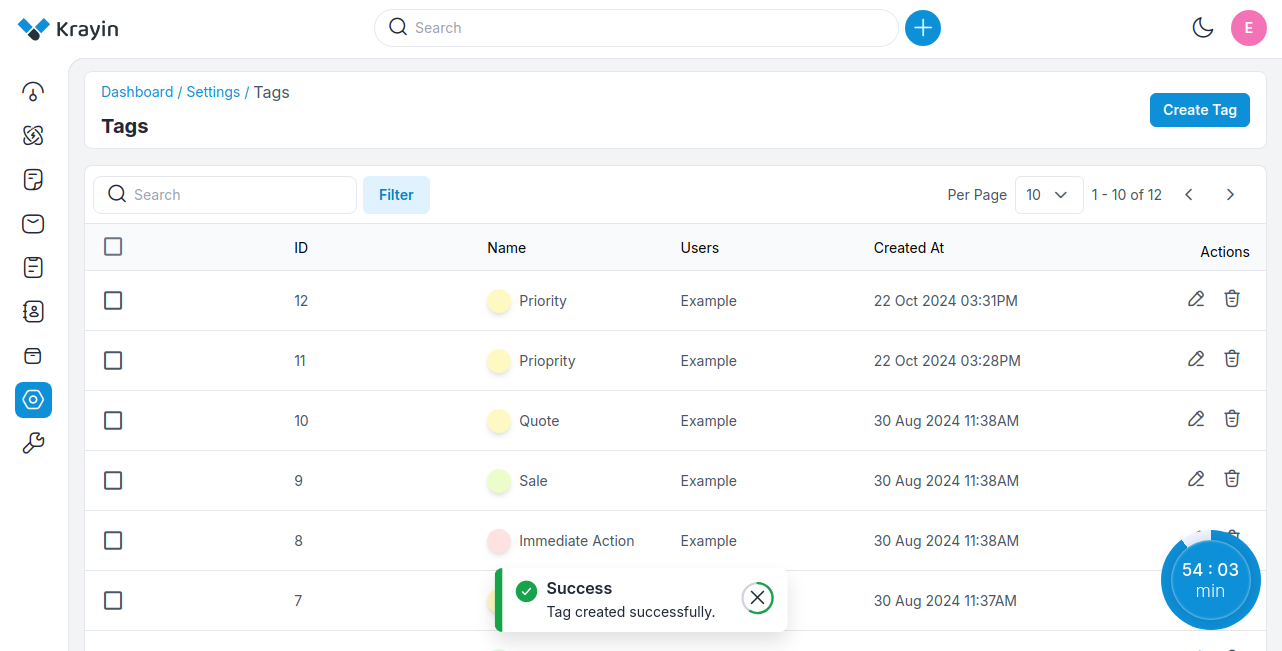 Krayin
Search
E
Dashboard / Settings / Tags
Tags
Create Tag
Search
Filter
Per Page
10
1 - 10 of 12
ID Name Users Created At Actions
12 Priority Example 22 Oct 2024 03:31PM
11 Prioprity Example 22 Oct 2024 03:28PM
10 Quote Example 30 Aug 2024 11:38AM
9 Sale Example 30 Aug 2024 11:38AM
8 Immediate Action Example 30 Aug 2024 11:38AM
7 30 Aug 2024 11:37AM
54 : 03
min
Success
Tag created successfully.